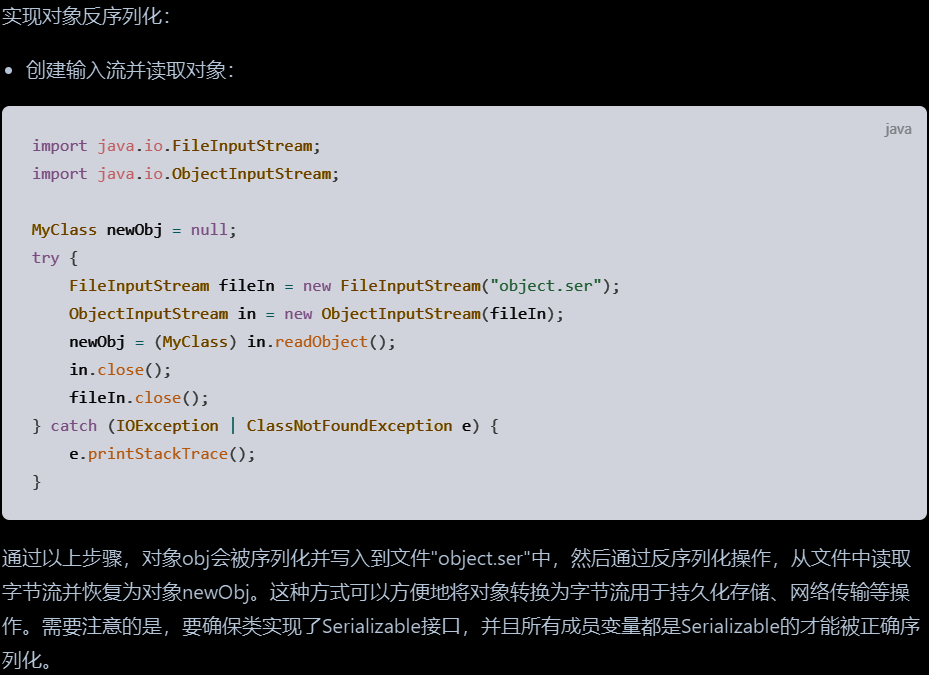 实现对象反序列化：
• 创建输入流并读取对象：
java
import java.io.FileInputStream;
import java.io.ObjectInputStream;
MyClass newObj = null;
try {
    FileInputStream fileIn = new FileInputStream("object.ser");
    ObjectInputStream in = new ObjectInputStream(fileIn);
    newObj = (MyClass) in.readObject();
    in.close();
    fileIn.close();
} catch (IOException | ClassNotFoundException e) {
    e.printStackTrace();
}
通过以上步骤，对象obj会被序列化并写入到文件"object.ser"中，然后通过反序列化操作，从文件中读取
字节流并恢复为对象newObj。这种方式可以方便地将对象转换为字节流用于持久化存储、网络传输等操
作。需要注意的是，要确保类实现了Serializable接口，并且所有成员变量都是Serializable的才能被正确序
列化。